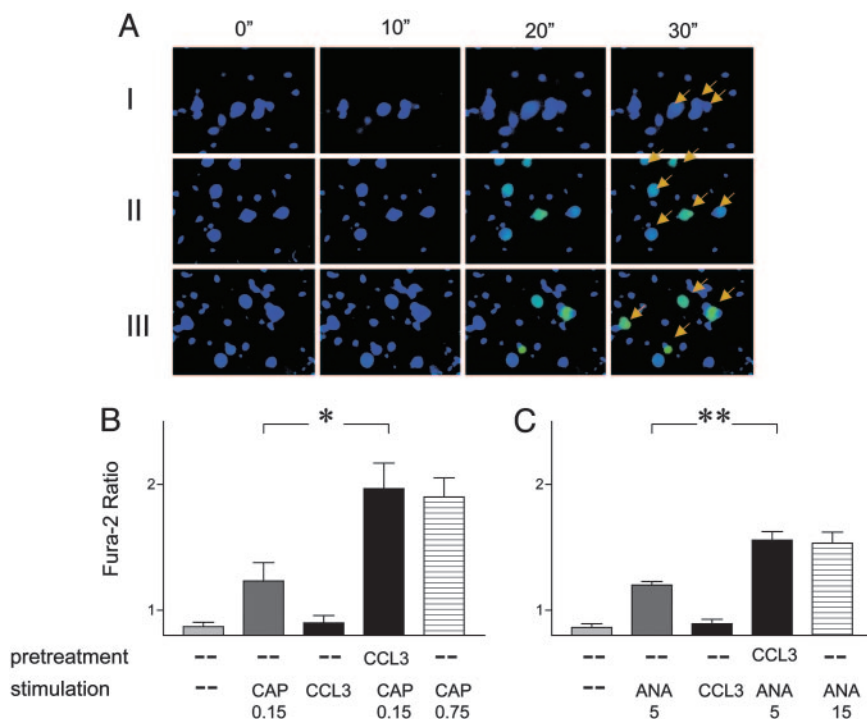 A
0” 10” 20” 30”
I
II
III
B * C **
Fura-2 Ratio
2 2
1 1
pretreatment -- -- -- CCL3 -- -- -- -- CCL3 --
stimulation -- CAP CCL3 CAP CAP -- ANA CCL3 ANA ANA
0.15 0.15 0.75 5 5 15